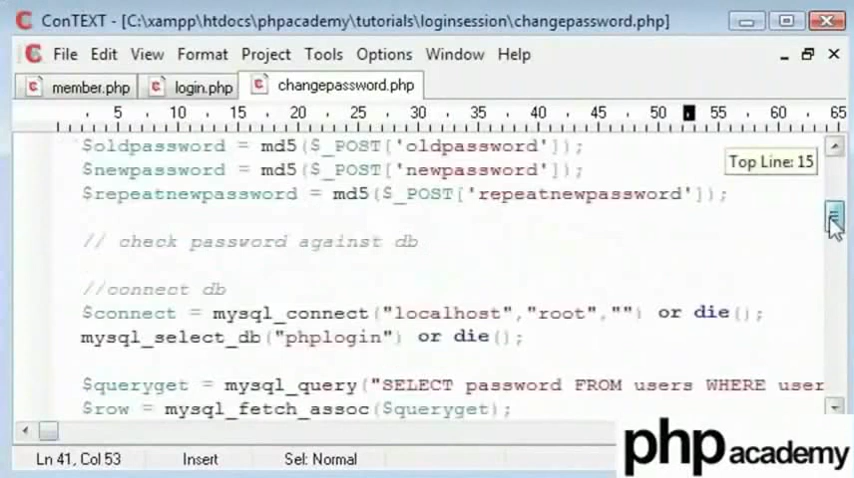 ConTEXT - [C:\xampp\htdocs\phpacademy\tutorials\loginsession\changepassword.php]
File Edit View Format Project Tools Options Window Help
member.php login.php changepassword.php
5 10 15 20 25 30 35 40 45 50 55 60 65
$oldpassword = md5($_POST['oldpassword']);
$newpassword = md5($_POST['newpassword']);
Top Line: 15
$repeatnewpassword = md5($_POST['repeatnewpassword']);
// check password against db
//connect db
$connect = mysql_connect("localhost","root","") or die();
mysql_select_db("phplogin") or die();
$queryget = mysql_query("SELECT password FROM users WHERE user
$row = mysql_fetch_assoc($queryget);
Ln 41, Col 53 Insert Sel: Normal
php academy